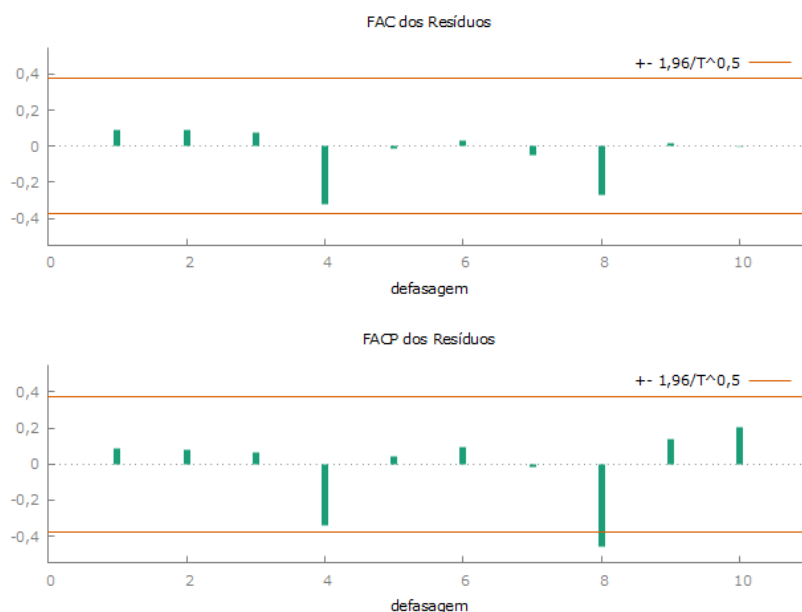 FAC dos Resíduos
+- 1,96/T^0,5
0,4
0,2
0
-0,2
-0,4
0 2 4 6 8 10
defasagem
FACP dos Resíduos
+- 1,96/T^0,5
0,4
0,2
0
-0,2
-0,4
0 2 4 6 8 10
defasagem